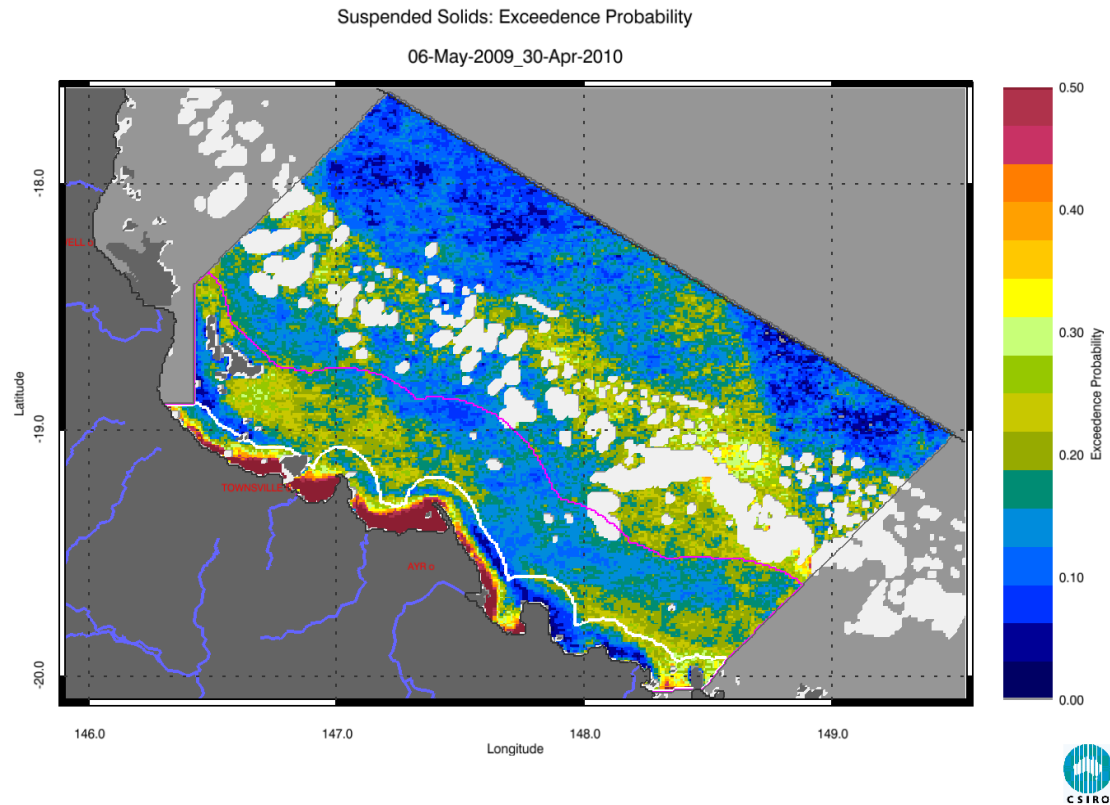 Suspended Solids: Exceedence Probability
06-May-2009_30-Apr-2010
0.50
0.40
0.30
0.20
0.10
0.00
Exceedence Probability
-18.0
-19.0
-20.0
Latitude
TOWNSVILLE
AYR o
146.0 147.0 148.0 149.0
Longitude
CSIRO